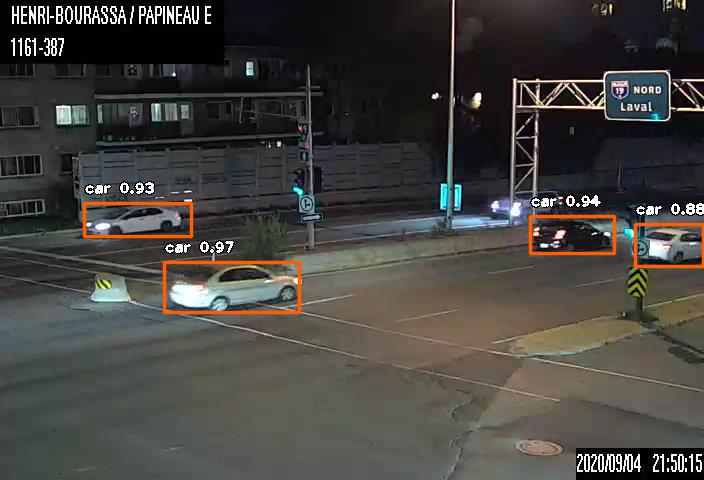 HENRI-BOURASSA / PAPINEAU E
1161-387
19 NORD
Laval
car 0.93
car 0.94
car 0.88
car 0.97
2020/09/04 21:50:15